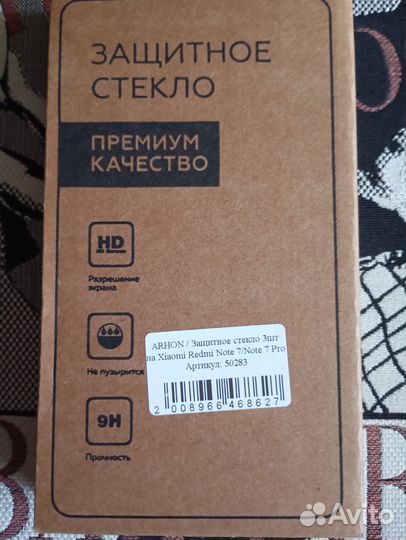 ЗАЩИТНОЕ
СТЕКЛО
ПРЕМИУМ
КАЧЕСТВО
HD
Разрешение
экрана
Не пузырится
9H
Прочность
ARHON / Защитное стекло 3шт
на Xiaomi Redmi Note 7/Note 7 Pro
Артикул: 50283
2 008966 468627
Avito